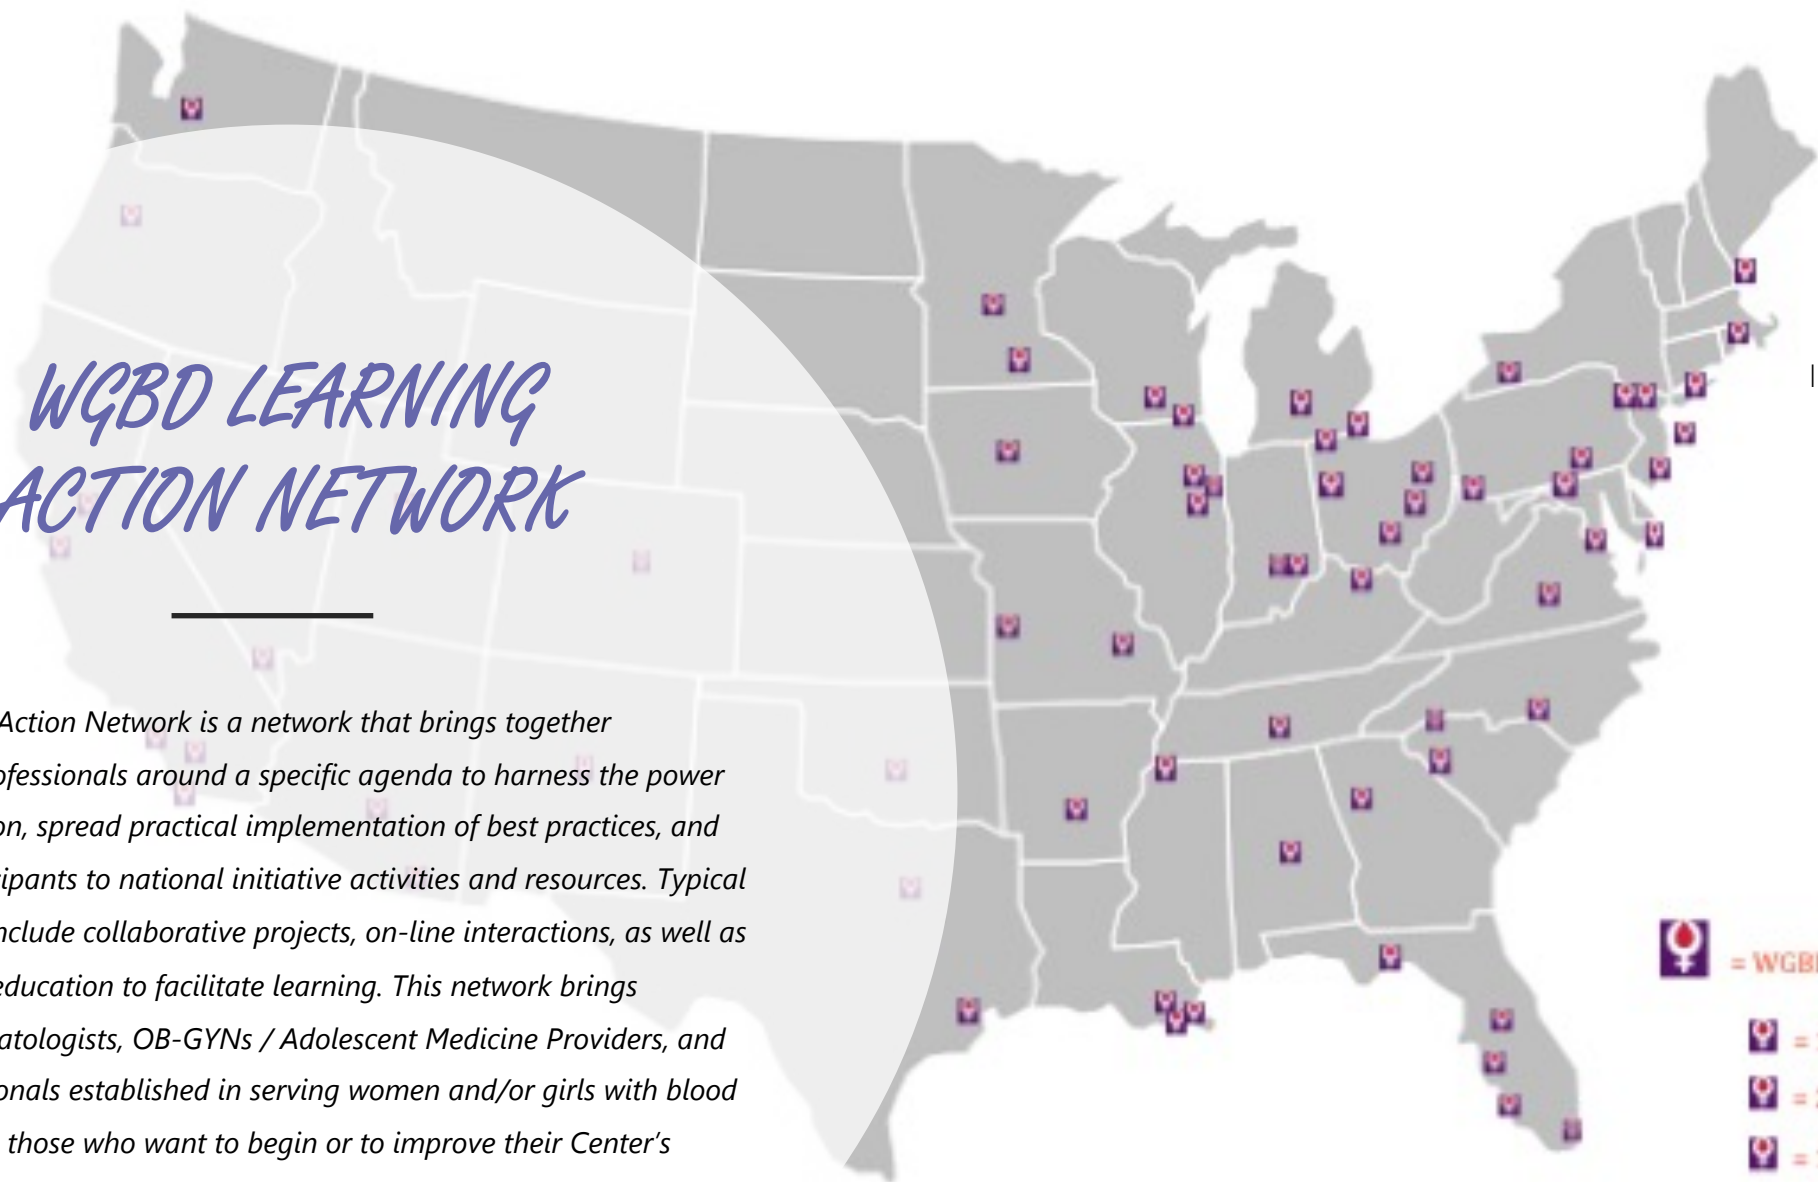 WGBD LEARNING
ACTION NETWORK
Action Network is a network that brings together
ofessionals around a specific agenda to harness the power
on, spread practical implementation of best practices, and
cipants to national initiative activities and resources. Typical
nclude collaborative projects, on-line interactions, as well as
education to facilitate learning. This network brings
atologists, OB-GYNs / Adolescent Medicine Providers, and
onals established in serving women and/or girls with blood
those who want to begin or to improve their Center's
= WGB
=
=
=